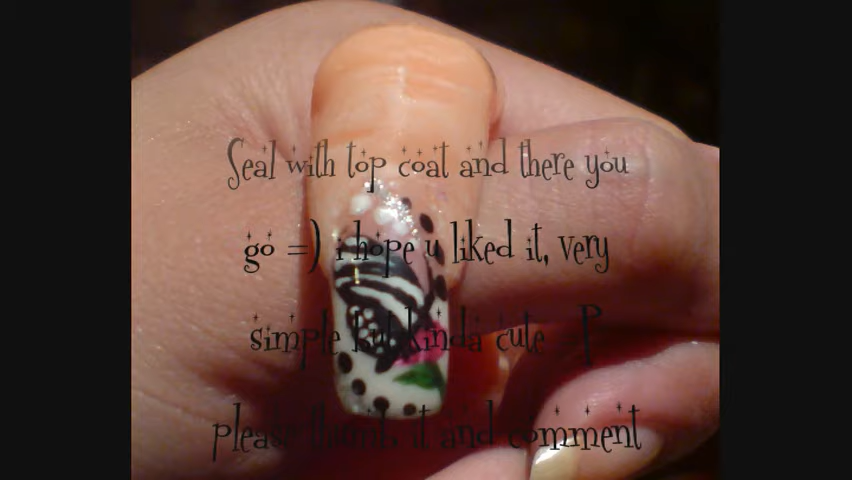 Seal with top coat and there you
go =) i hope u liked it, very
simple but kinda cute =P
please thumb it and comment